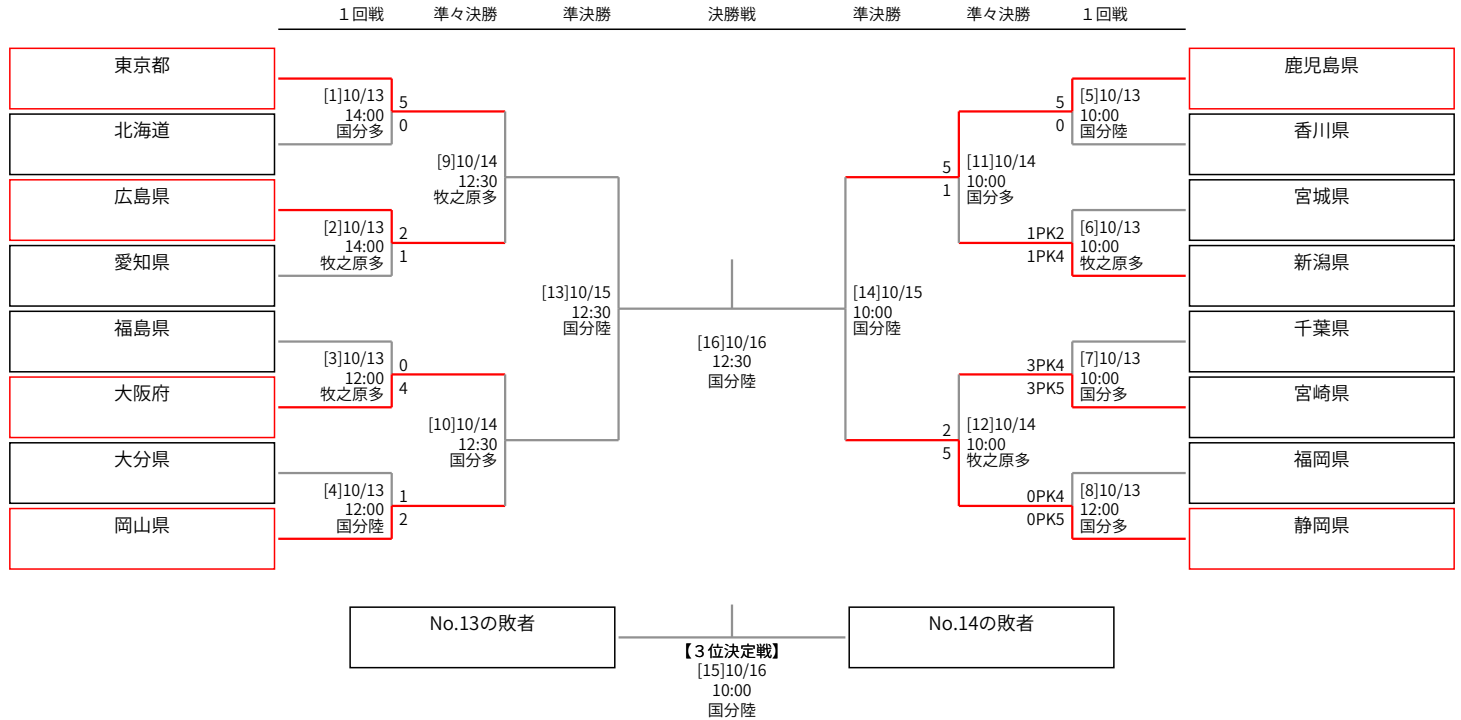 １回戦 準々決勝 準決勝 決勝戦 準決勝 準々決勝 １回戦
東京都
北海道
広島県
愛知県
福島県
大阪府
大分県
岡山県
[1]10/13
14:00
国分多
5
0
[2]10/13
14:00
牧之原多
2
1
[3]10/13
12:00
牧之原多
0
4
[4]10/13
12:00
国分陸
1
2
[9]10/14
12:30
牧之原多
[10]10/14
12:30
国分多
[13]10/15
12:30
国分陸
[16]10/16
12:30
国分陸
[14]10/15
10:00
国分陸
5
1
[11]10/14
10:00
国分多
2
5
[12]10/14
10:00
牧之原多
5
0
[5]10/13
10:00
国分陸
1PK2
1PK4
[6]10/13
10:00
牧之原多
3PK4
3PK5
[7]10/13
10:00
国分多
0PK4
0PK5
[8]10/13
12:00
国分多
鹿児島県
香川県
宮城県
新潟県
千葉県
宮崎県
福岡県
静岡県
No.13の敗者
No.14の敗者
【３位決定戦】
[15]10/16
10:00
国分陸